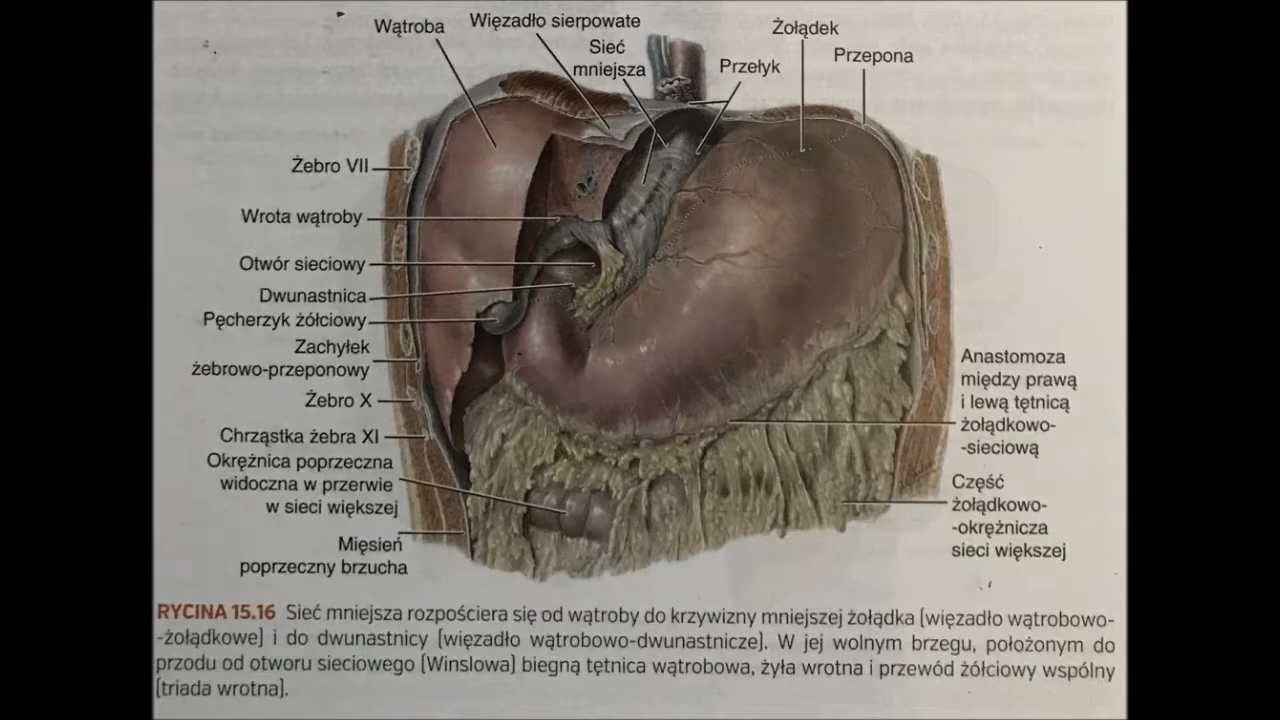 Wątroba
Więzadło sierpowate
Sieć
mniejsza
Przełyk
Żołądek
Przepona
Żebro VII
Wrota wątroby
Otwór sieciowy
Dwunastnica
Pęcherzyk żółciowy
Zachyłek
żebrowo-przeponowy
Żebro X
Chrząstka żebra XI
Okrężnica poprzeczna
widoczna w przerwie
w sieci większej
Mięsień
poprzeczny brzucha
Anastomoza
między prawą
i lewą tętnicą
żołądkowo-
-sieciową
Część
żołądkowo-
-okrężnicza
sieci większej
RYCINA 15.16 Sieć mniejsza rozpościera się od wątroby do krzywizny mniejszej żołądka (więzadło wątrobowo-
-żołądkowe) i do dwunastnicy (więzadło wątrobowo-dwunastnicze). W jej wolnym brzegu, położonym do
przodu od otworu sieciowego (Winslowa) biegną tętnica wątrobowa, żyła wrotna i przewód żółciowy wspólny
(triada wrotna).